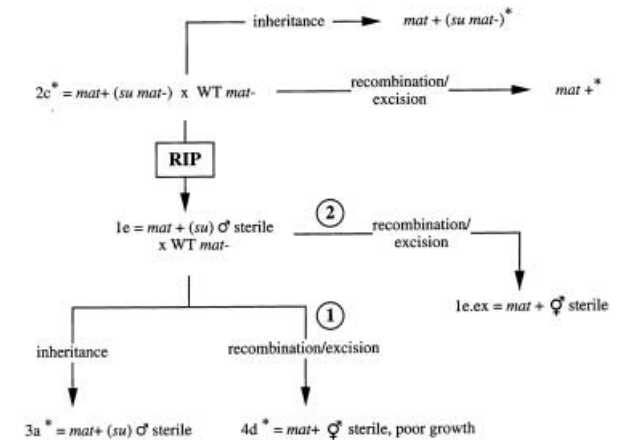 inheritance
mat + (su mat-)*
2c* = mat+ (su mat-) x WT mat-
recombination/
excision
mat +*
RIP
1e = mat + (su) ♂ sterile
x WT mat-
2
recombination/
excision
1e.ex = mat + ⚥ sterile
1
inheritance
recombination/excision
3a * = mat+ (su) ♂ sterile
4d * = mat+ ⚥ sterile, poor growth